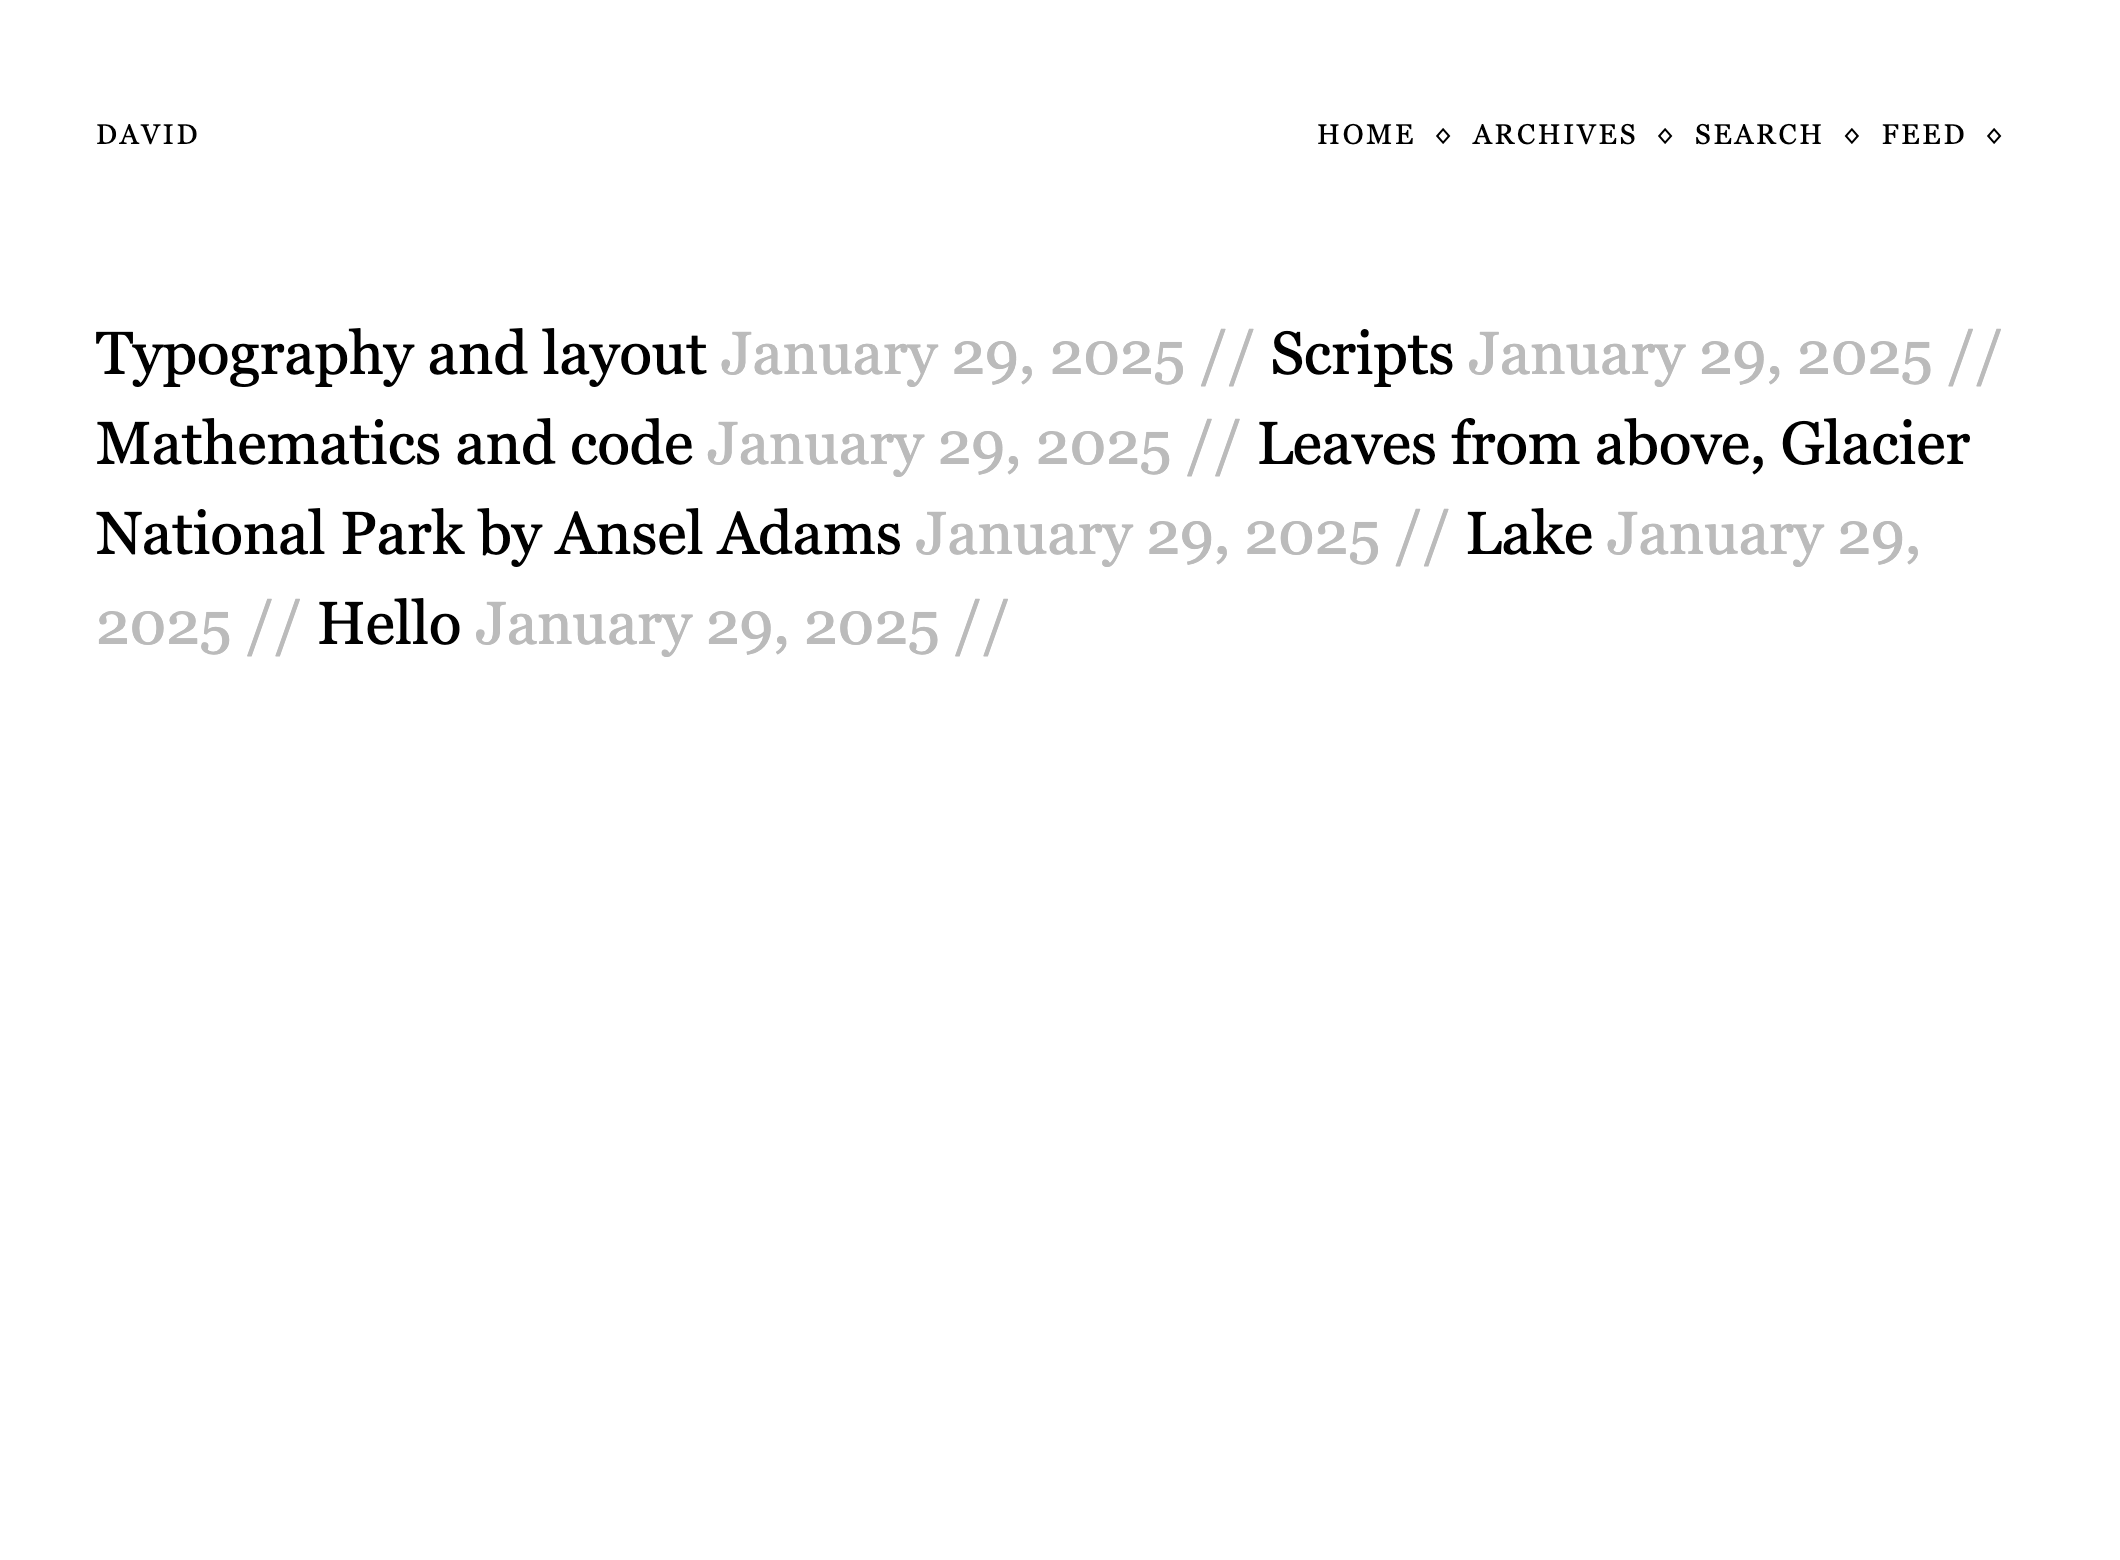 DAVID
HOME ⋄ ARCHIVES ⋄ SEARCH ⋄ FEED ⋄
Typography and layout January 29, 2025 // Scripts January 29, 2025 //
Mathematics and code January 29, 2025 // Leaves from above, Glacier
National Park by Ansel Adams January 29, 2025 // Lake January 29,
2025 // Hello January 29, 2025 //